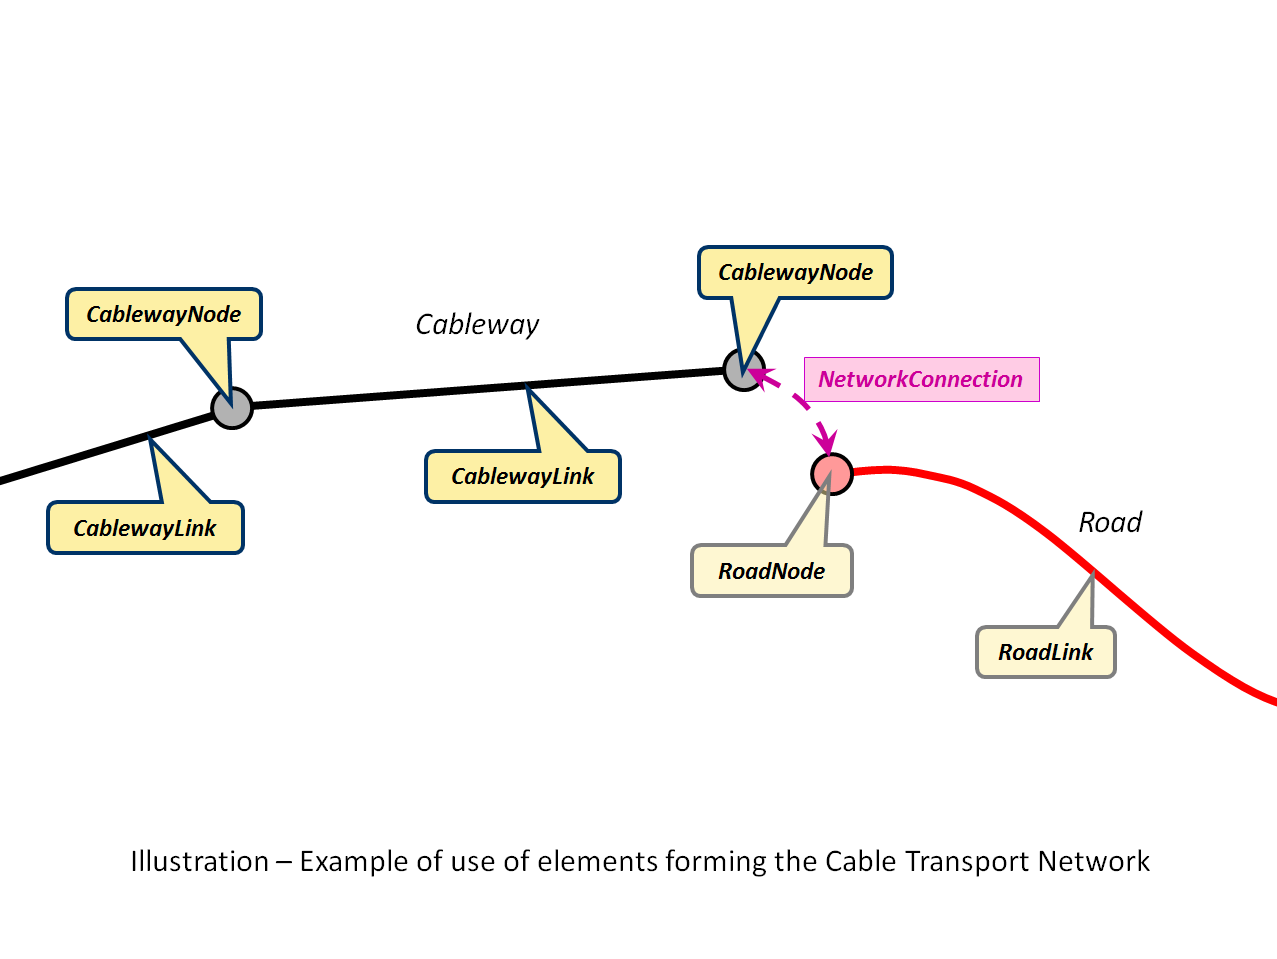 CablewayNode
CablewayNode
Cableway
NetworkConnection
CablewayLink
CablewayLink
Road
RoadNode
RoadLink
Illustration – Example of use of elements forming the Cable Transport Network